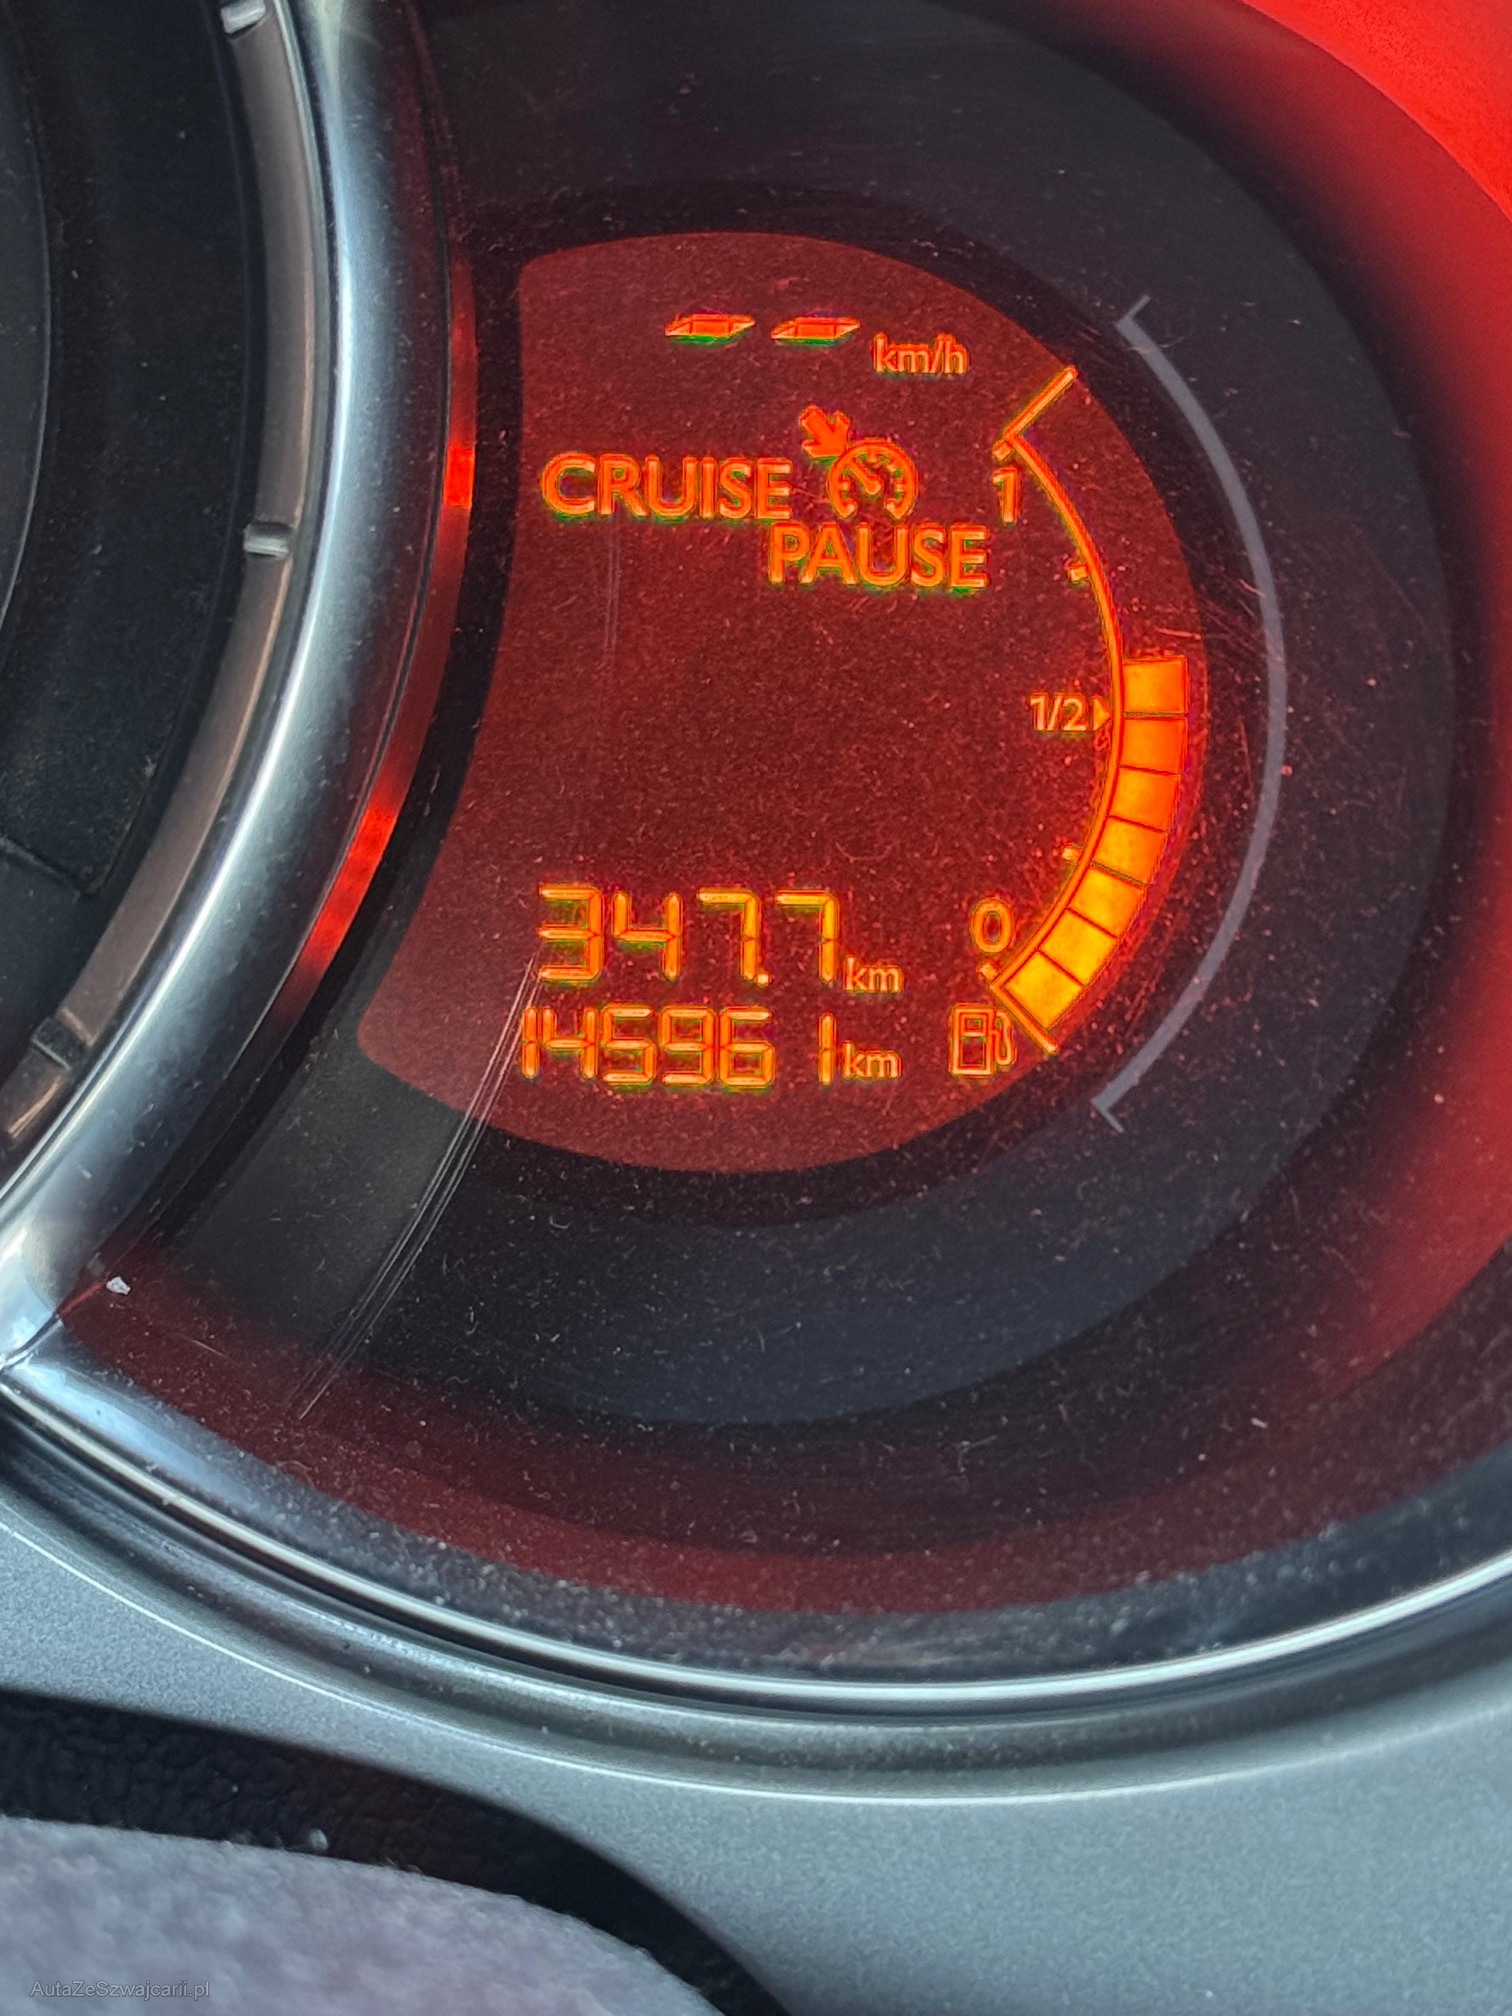 -- km/h
CRUISE
PAUSE
1
1/2
347.7 km
0
145961 km
AutaZeSzwajcarii.pl